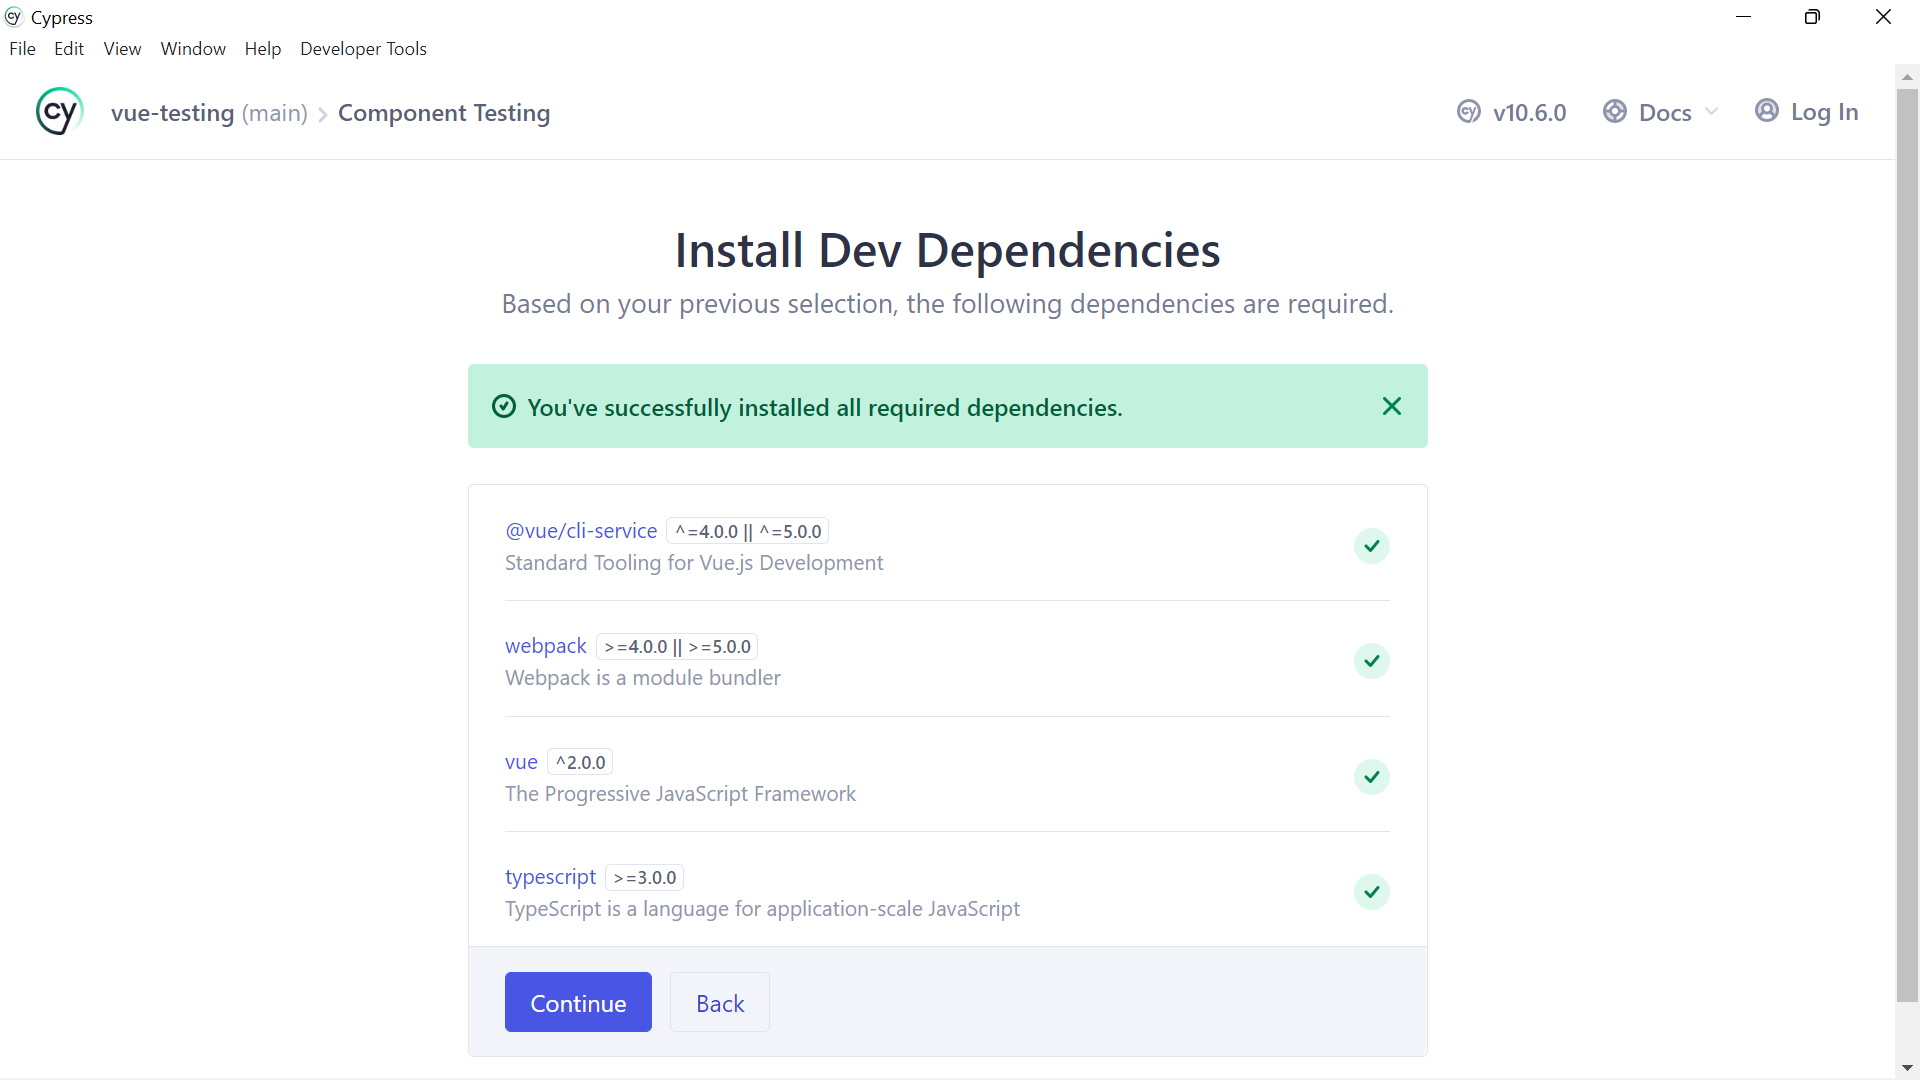 cy Cypress
File Edit View Window Help Developer Tools
cy vue-testing (main) > Component Testing cy v10.6.0 Docs Log In
Install Dev Dependencies
Based on your previous selection, the following dependencies are required.
You've successfully installed all required dependencies.
@vue/cli-service ^=4.0.0 || ^=5.0.0
Standard Tooling for Vue.js Development
webpack >=4.0.0 || >=5.0.0
Webpack is a module bundler
vue ^2.0.0
The Progressive JavaScript Framework
typescript >=3.0.0
TypeScript is a language for application-scale JavaScript
Continue Back